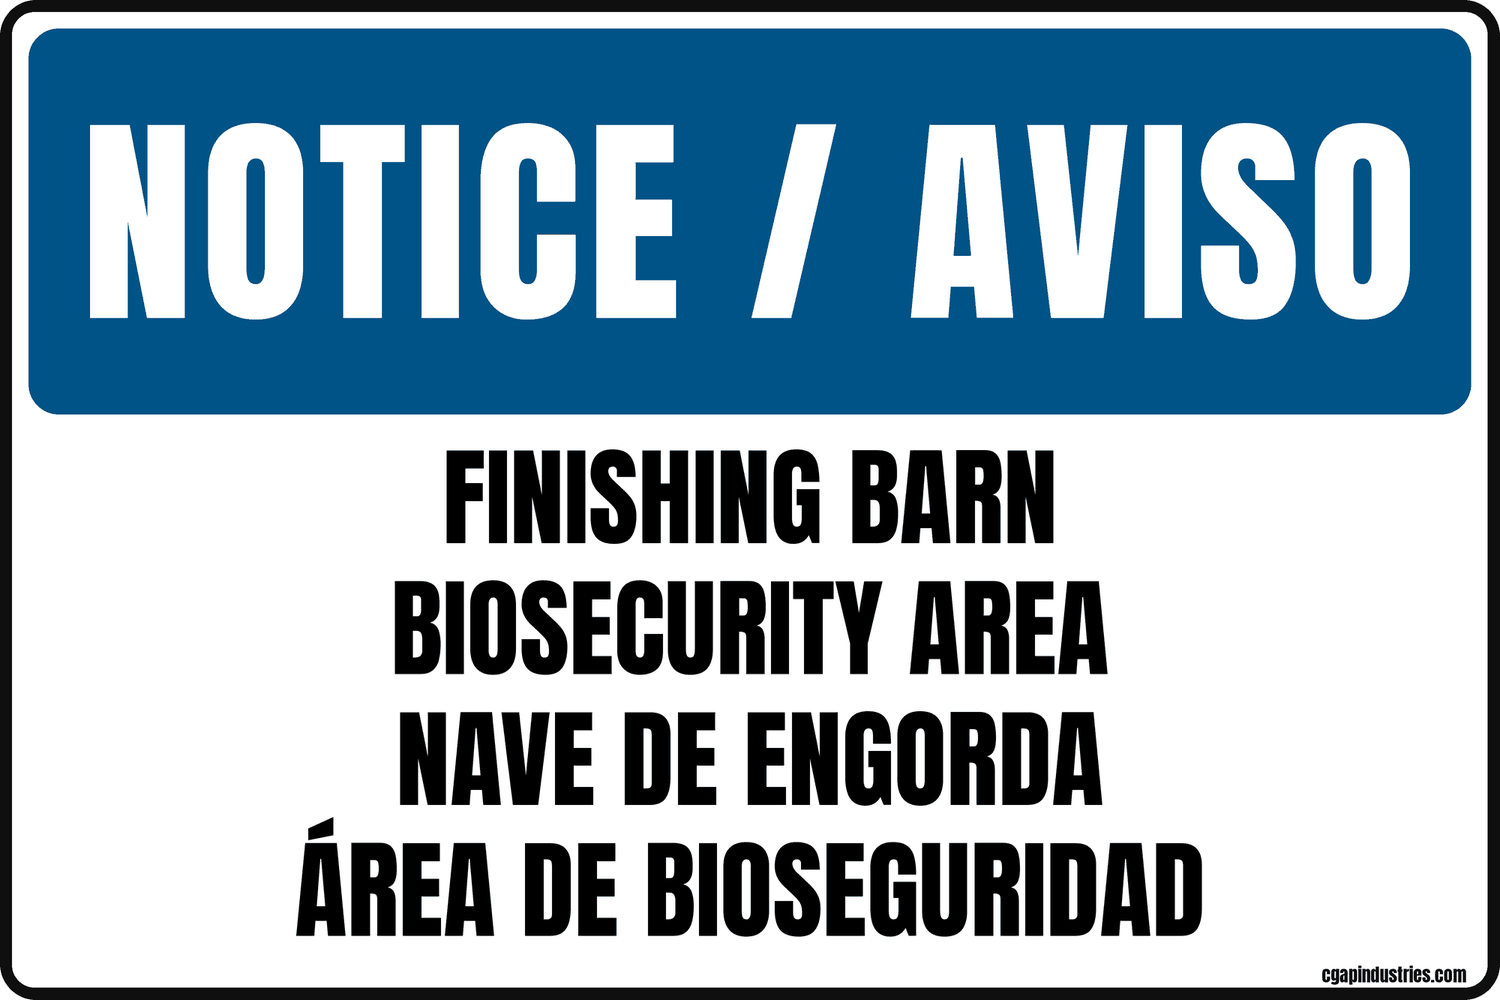 NOTICE / AVISO
FINISHING BARN
BIOSECURITY AREA
NAVE DE ENGORDA
ÁREA DE BIOSEGURIDAD
cgapindustries.com